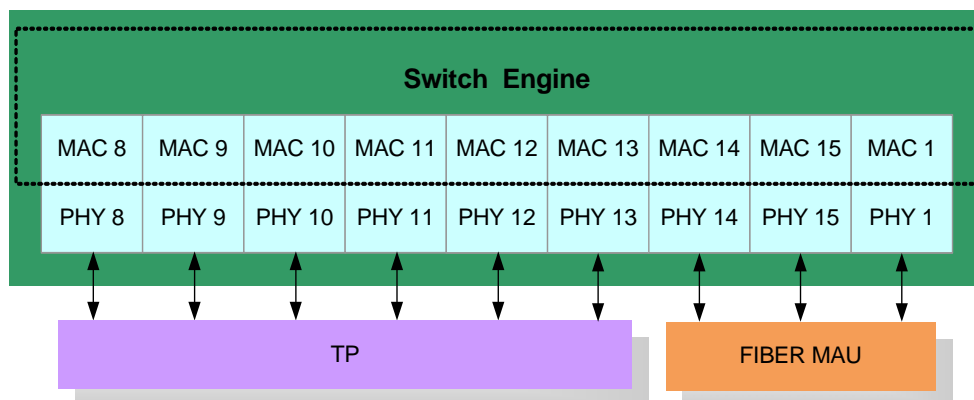 Switch Engine
MAC 8 MAC 9 MAC 10 MAC 11 MAC 12 MAC 13 MAC 14 MAC 15 MAC 1
PHY 8 PHY 9 PHY 10 PHY 11 PHY 12 PHY 13 PHY 14 PHY 15 PHY 1
TP FIBER MAU